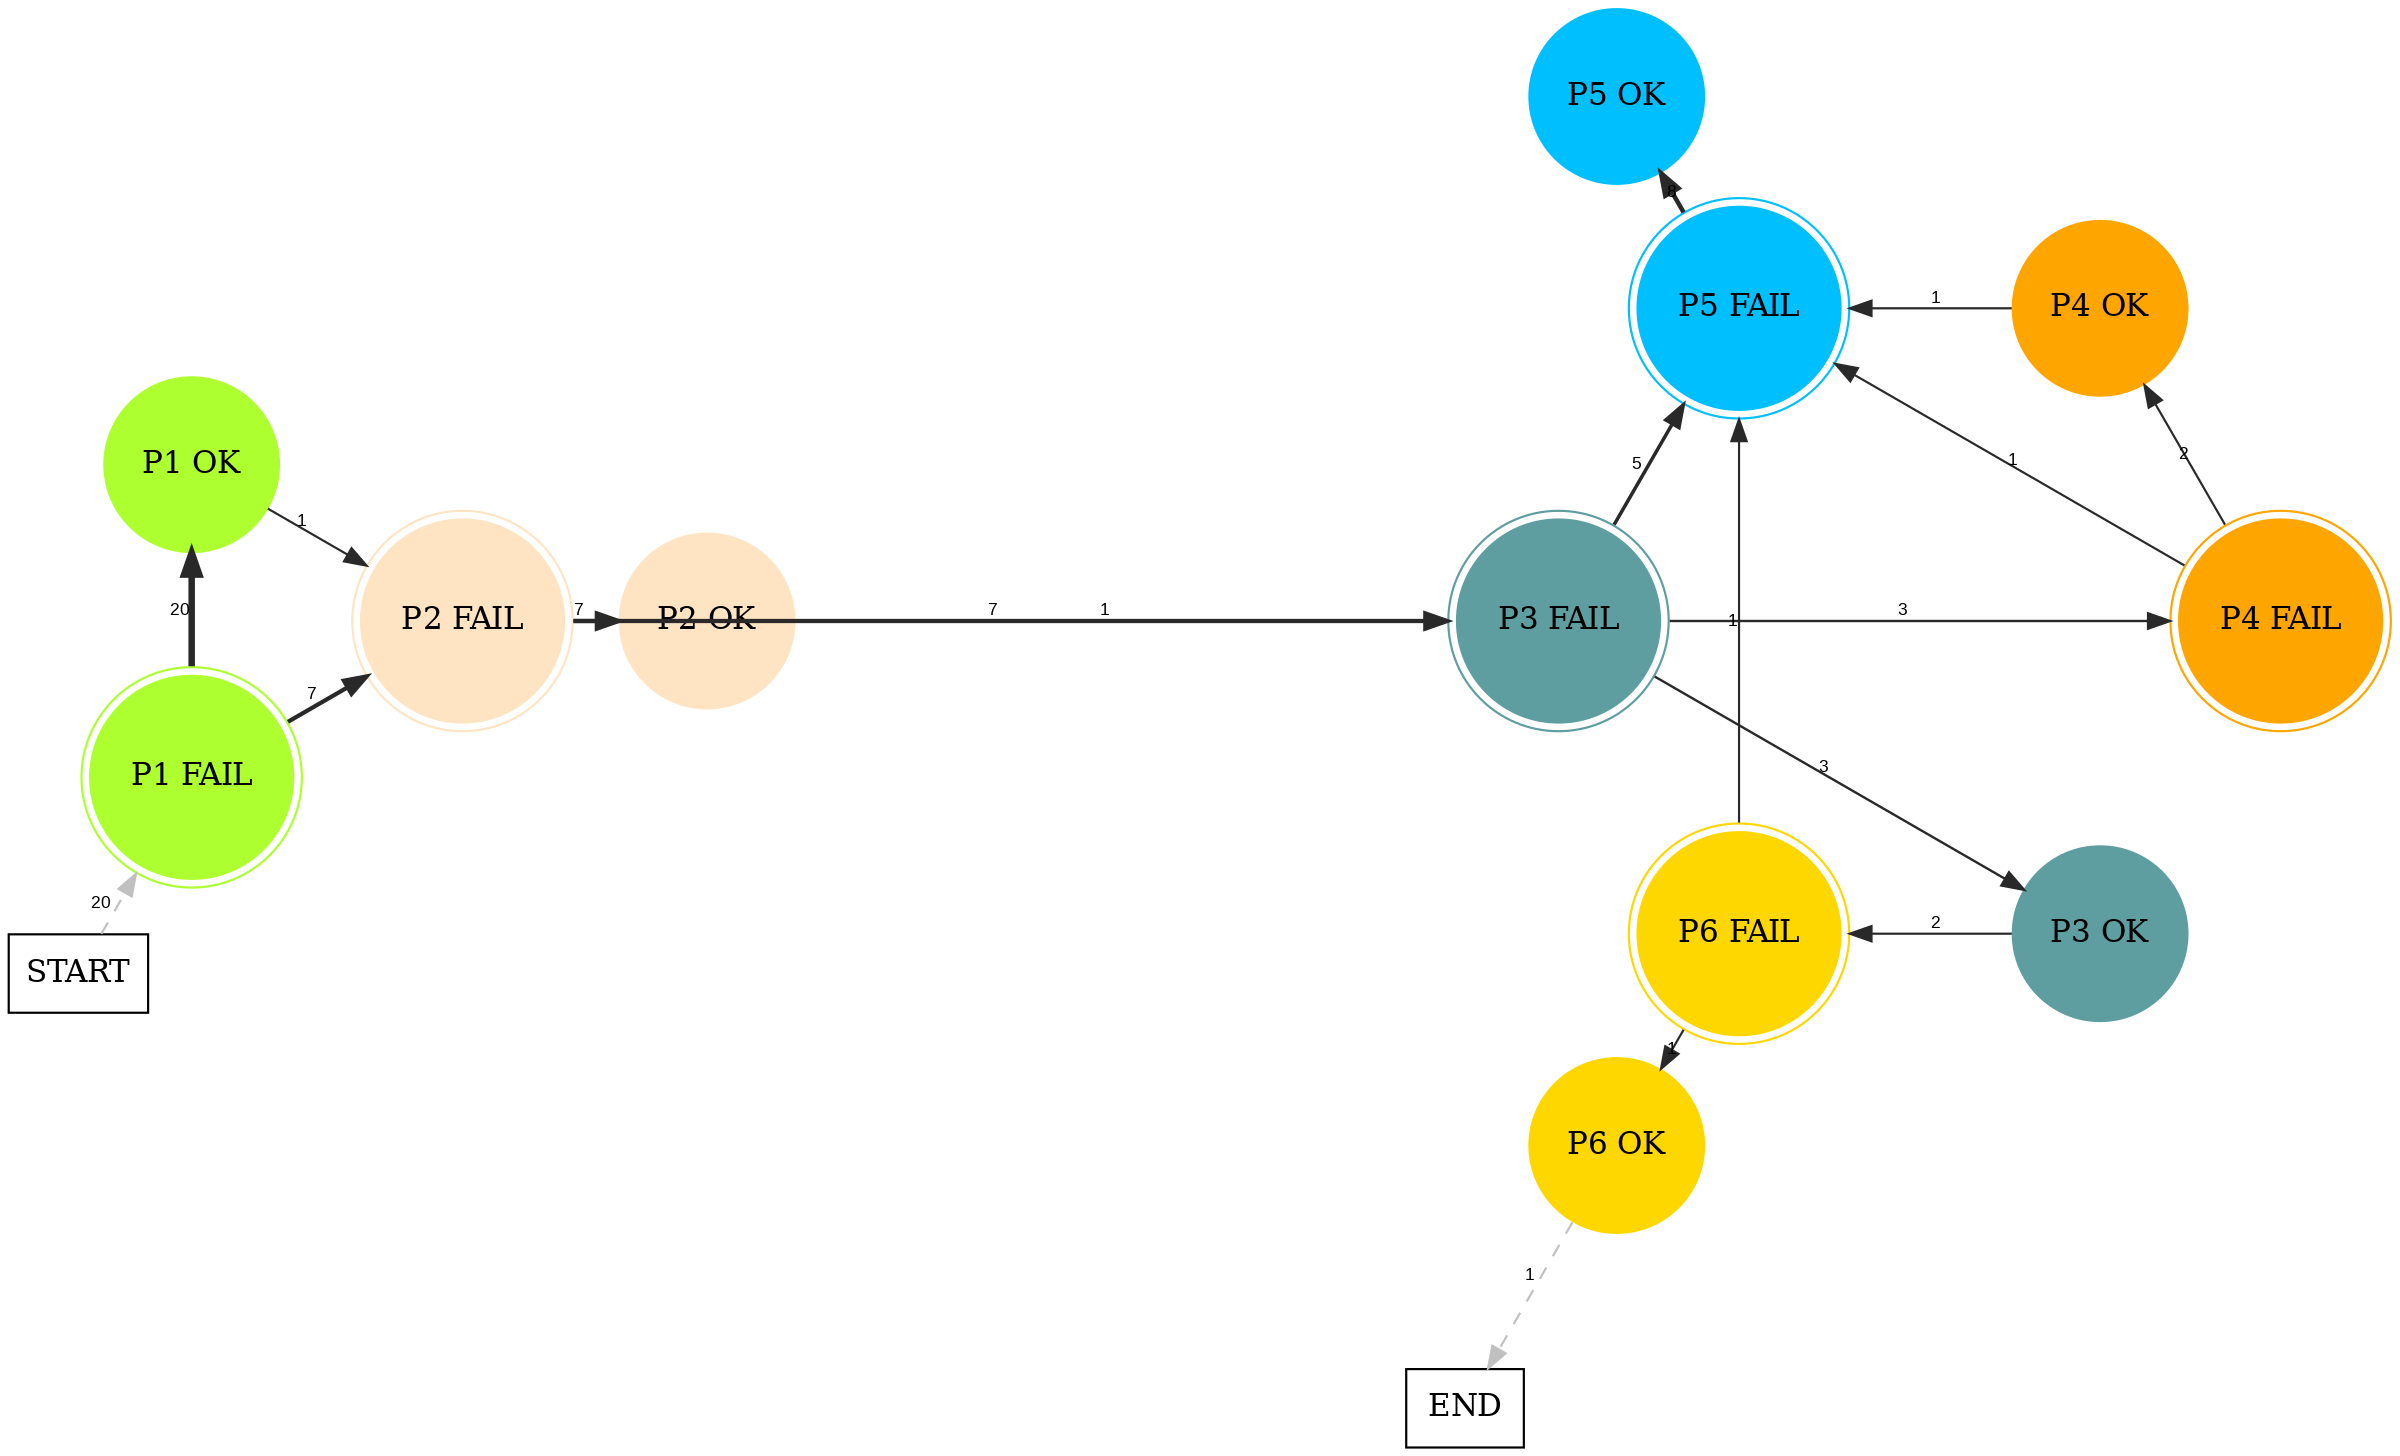 P5 OK
8
P5 FAIL
1
P4 OK
P1 OK
5
1
2
1
20
P2 FAIL
7
P2 OK
7
1
P3 FAIL
3
1
P4 FAIL
7
P1 FAIL
3
20
P6 FAIL
2
P3 OK
START
1
P6 OK
1
END